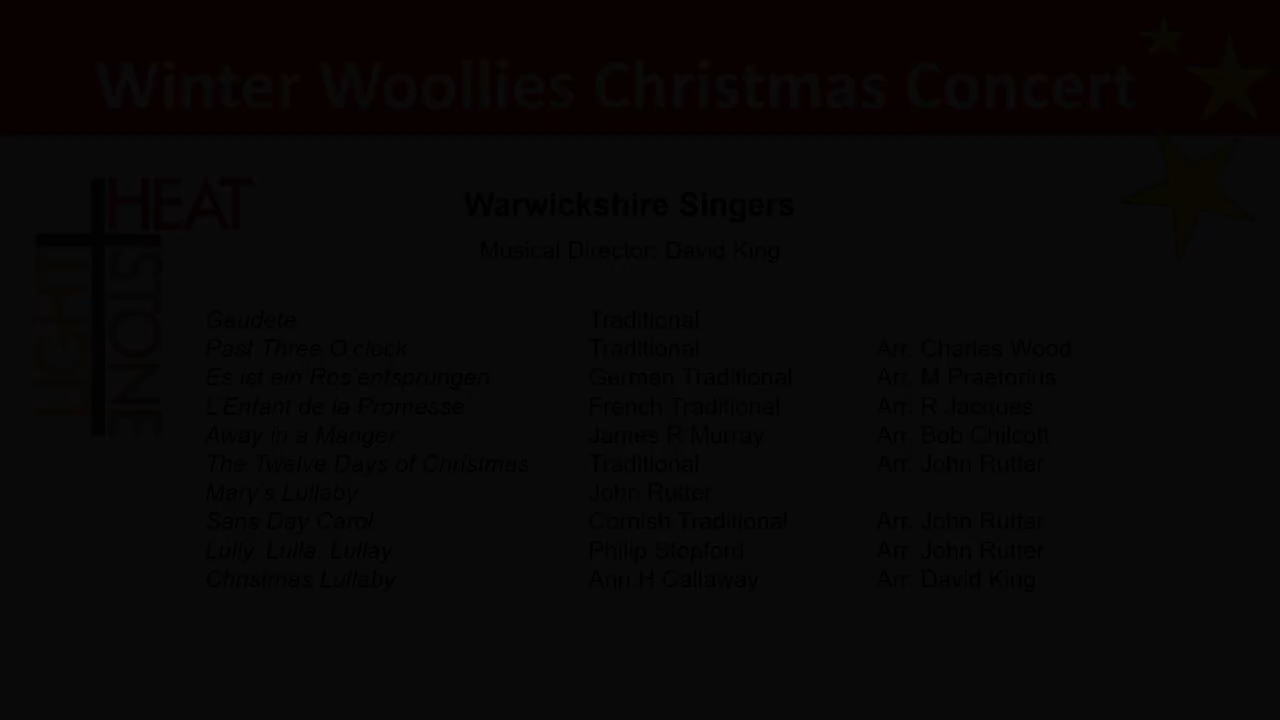 Winter Woollies Christmas Concert
HEAT
LIGHT
STONE
Warwickshire Singers
Musical Director: David King
Gaudete Traditional
Past Three O'clock Traditional Arr. Charles Wood
Es ist ein Ros'entsprungen German Traditional Arr. M Praetorius
L'Enfant de la Promesse French Traditional Arr. R Jacques
Away in a Manger James R Murray Arr. Bob Chilcott
The Twelve Days of Christmas Traditional Arr. John Rutter
Mary's Lullaby John Rutter
Sans Day Carol Cornish Traditional Arr. John Rutter
Lully, Lulla, Lullay Philip Stopford Arr. John Rutter
Christmas Lullaby Ann H Callaway Arr. David King